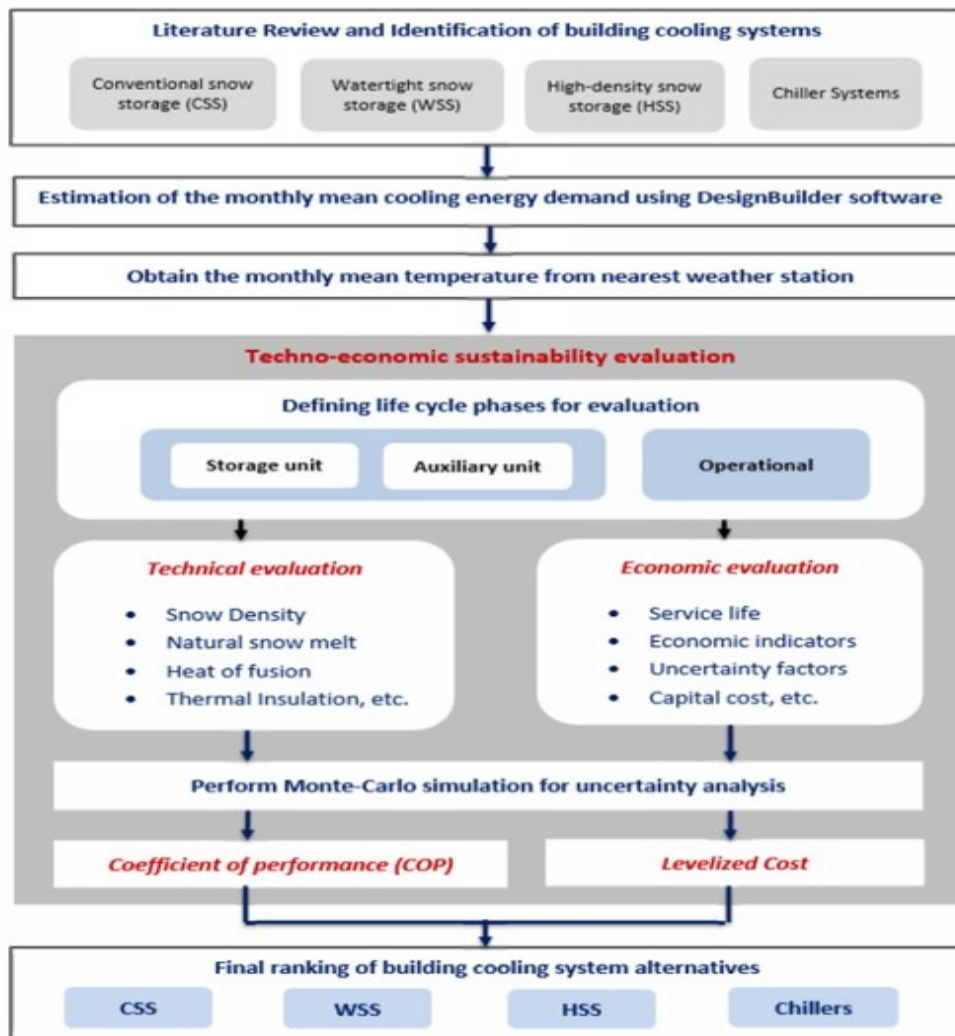 Literature Review and Identification of building cooling systems
Conventional snow
storage (CSS)
Watertight snow
storage (WSS)
High-density snow
storage (HSS)
Chiller Systems
Estimation of the monthly mean cooling energy demand using DesignBuilder software
Obtain the monthly mean temperature from nearest weather station
Techno-economic sustainability evaluation
Defining life cycle phases for evaluation
Storage unit
Auxiliary unit
Operational
Technical evaluation
• Snow Density
• Natural snow melt
• Heat of fusion
• Thermal Insulation, etc.
Economic evaluation
• Service life
• Economic indicators
• Uncertainty factors
• Capital cost, etc.
Perform Monte-Carlo simulation for uncertainty analysis
Coefficient of performance (COP)
Levelized Cost
Final ranking of building cooling system alternatives
CSS
WSS
HSS
Chillers